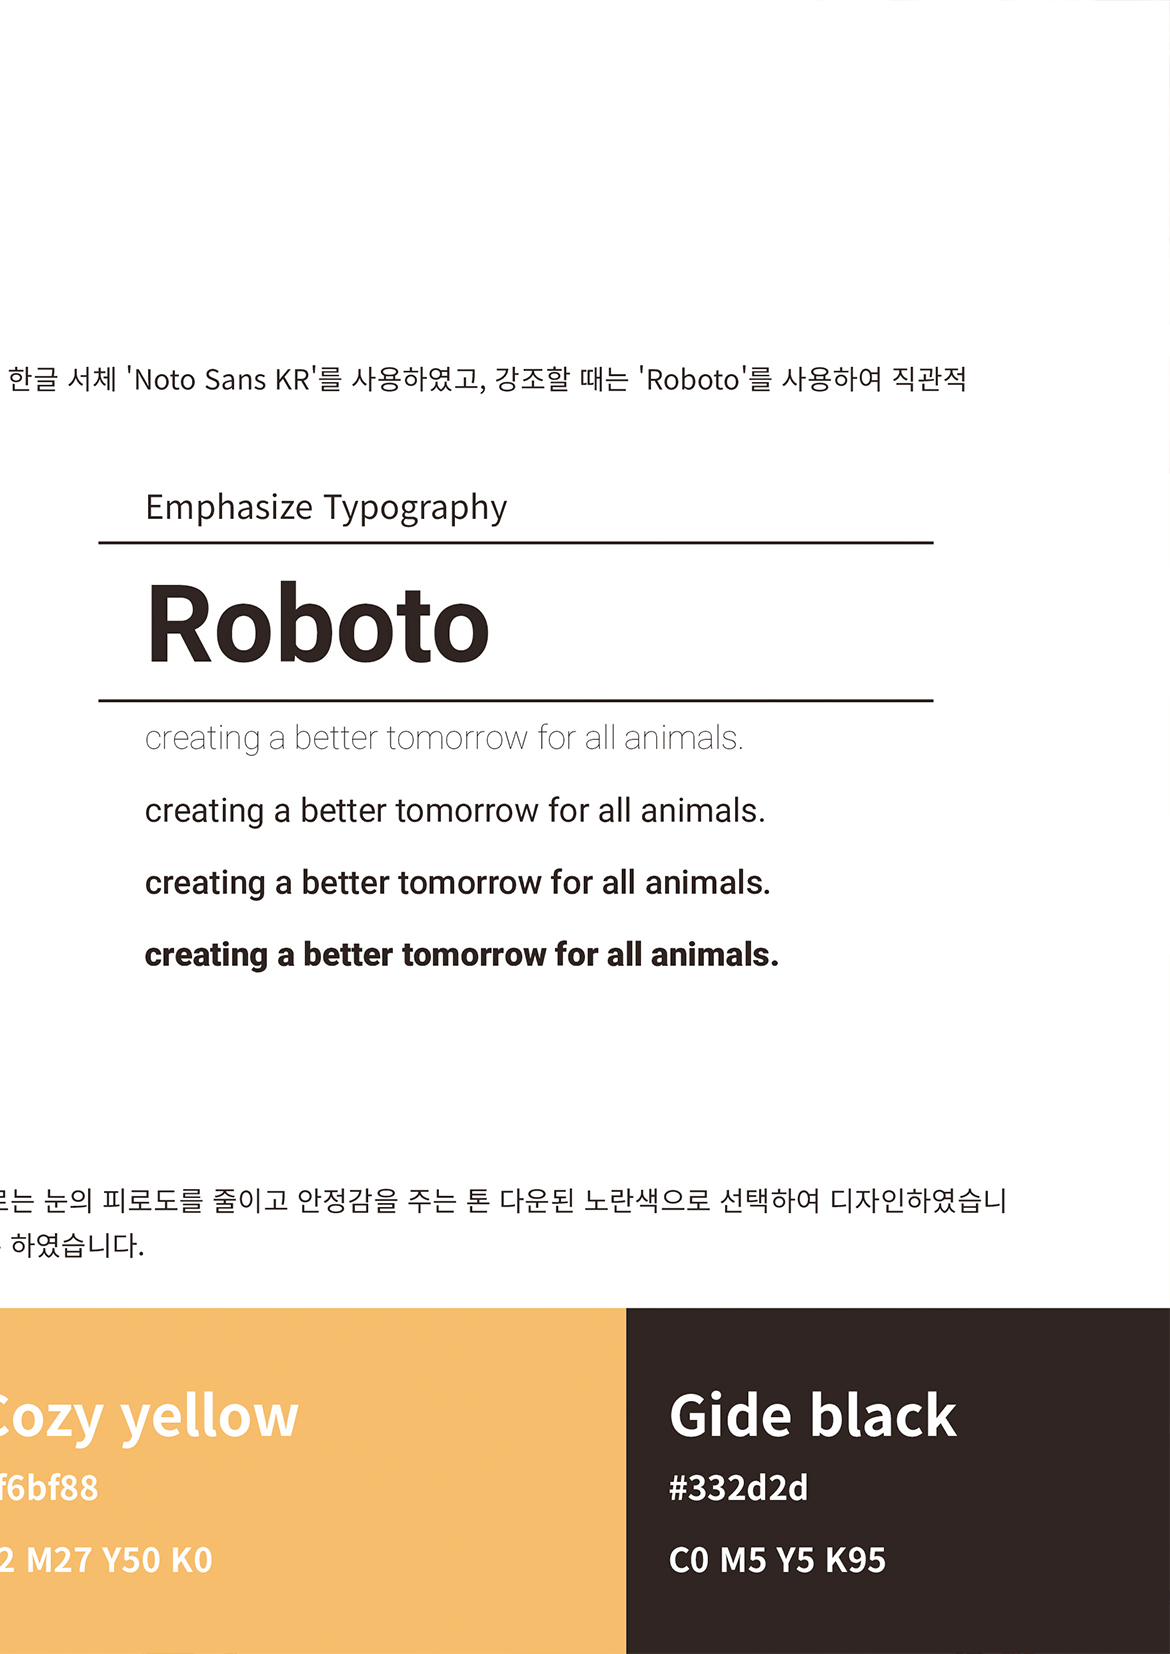 한글 서체 'Noto Sans KR'를 사용하였고, 강조할 때는 'Roboto'를 사용하여 직관적
Emphasize Typography
Roboto
creating a better tomorrow for all animals.
creating a better tomorrow for all animals.
creating a better tomorrow for all animals.
creating a better tomorrow for all animals.
로는 눈의 피로도를 줄이고 안정감을 주는 톤 다운된 노란색으로 선택하여 디자인하였습니
하였습니다.
Cozy yellow
f6bf88
2 M27 Y50 K0
Gide black
#332d2d
C0 M5 Y5 K95